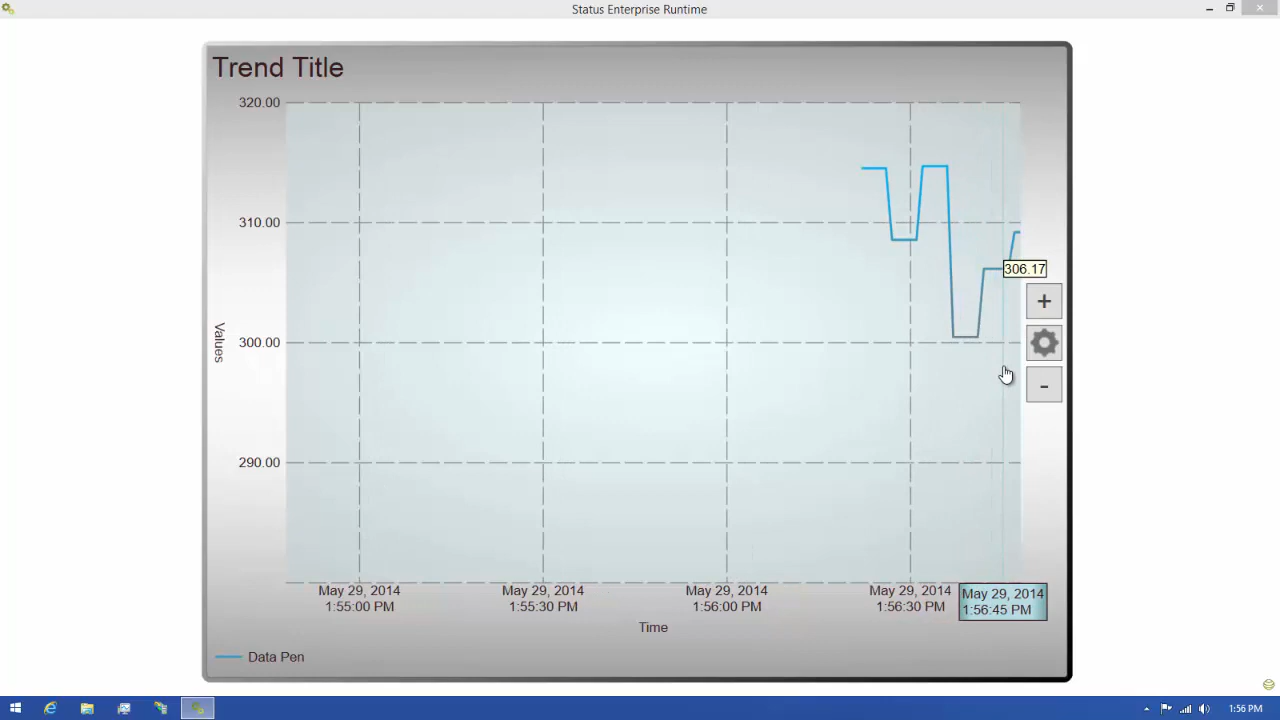 Status Enterprise Runtime
Trend Title
320.00
310.00
306.17
+
Values
300.00
-
290.00
May 29, 2014
1:55:00 PM
May 29, 2014
1:55:30 PM
May 29, 2014
1:56:00 PM
May 29, 2014
1:56:30 PM
May 29, 2014
1:56:45 PM
Time
Data Pen
1:56 PM